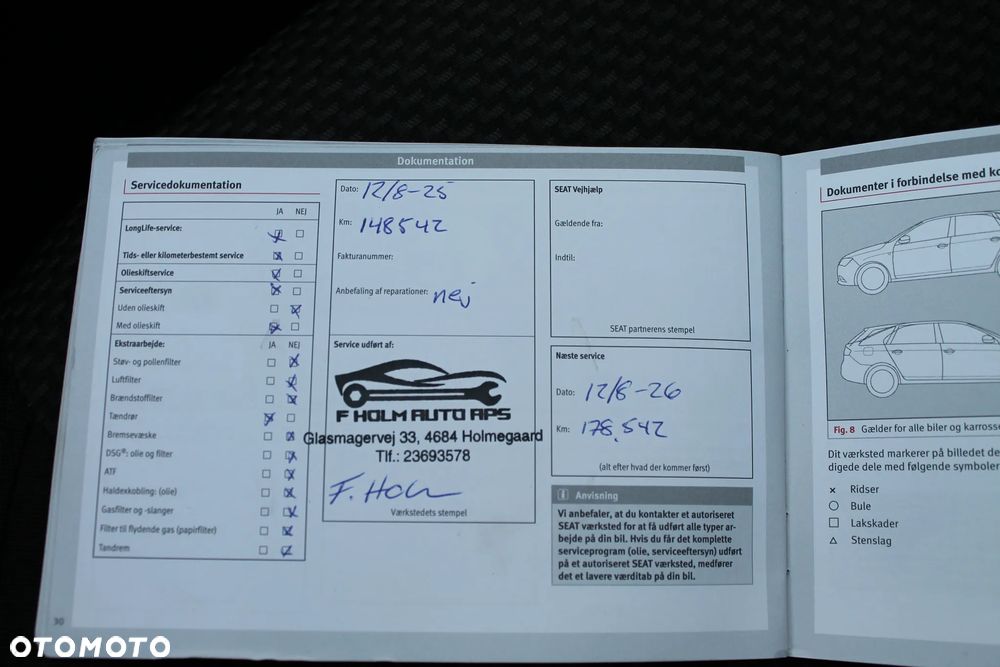 Dokumentation
Servicedokumentation
JA NEJ
LongLife-service:
Tids- eller kilometerbestemt service
Olieskiftservice
Serviceeftersyn
Uden olieskift
Med olieskift
Ekstraarbejde: JA NEJ
Støv- og pollenfilter
Luftfilter
Brændstoffilter
Tændrør
Bremsevæske
DSG®: olie og filter
ATF
Haldexkobling: (olie)
Gasfilter og -slanger
Filter til flydende gas (papirfilter)
Tandrem
30
Dato: 12/8-25
Km: 148542
Fakturanummer:
Anbefaling af reparationer: nej
Service udført af:
F HOLM AUTO APS
Glasmagervej 33, 4684 Holmegaard
Tlf.: 23693578
F. Holm
Værkstedets stempel
SEAT Vejhjælp
Gældende fra:
Indtil:
SEAT partnerens stempel
Næste service
Dato: 12/8-26
Km: 178.542
(alt efter hvad der kommer først)
i Anvisning
Vi anbefaler, at du kontakter et autoriseret
SEAT værksted for at få udført alle typer ar-
bejde på din bil. Hvis du får det komplette
serviceprogram (olie, serviceeftersyn) udført
på et autoriseret SEAT værksted, medfører
det et lavere værditab på din bil.
Dokumenter i forbindelse med
Fig. 8 Gælder for alle biler og
Dit værksted markerer på billedet de
digede dele med følgende symboler
Ridser
Bule
Lakskader
Stenslag
OTOMOTO